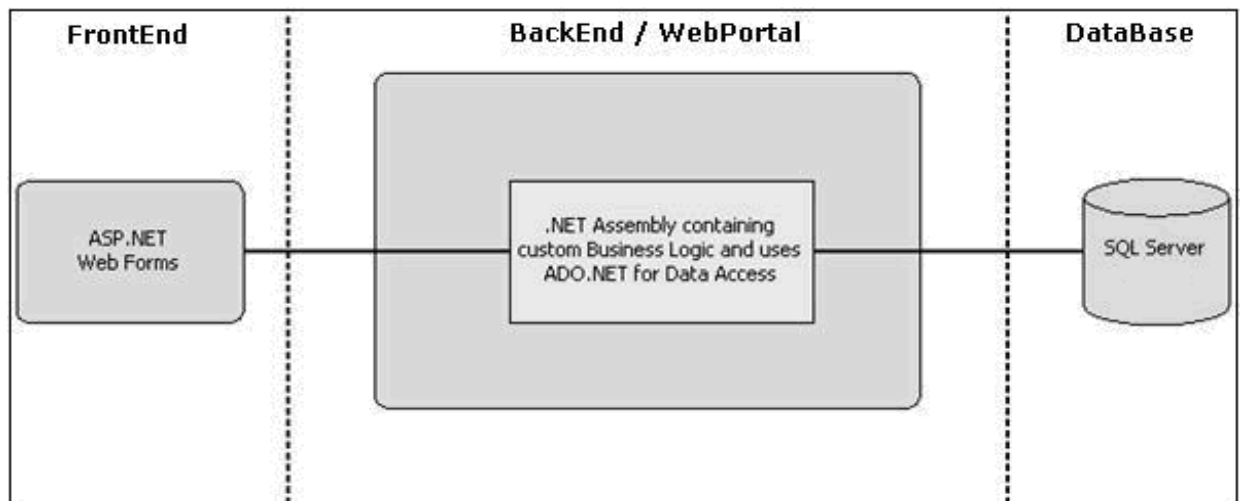 FrontEnd
BackEnd / WebPortal
DataBase
ASP.NET
Web Forms
.NET Assembly containing
custom Business Logic and uses
ADO.NET for Data Access
SQL Server